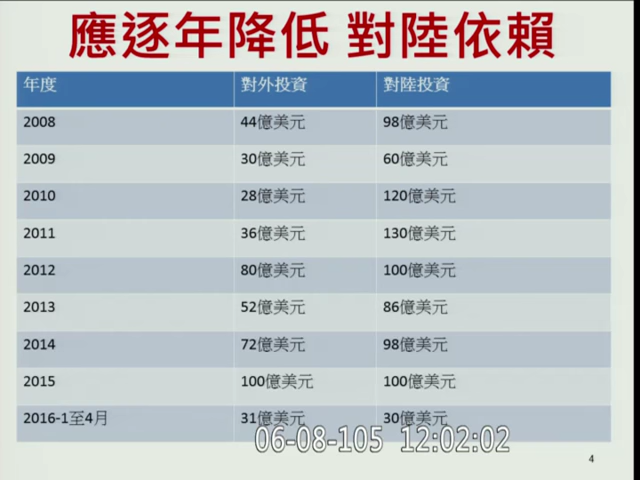 應逐年降低 對陸依賴
年度 對外投資 對陸投資
2008 44億美元 98億美元
2009 30億美元 60億美元
2010 28億美元 120億美元
2011 36億美元 130億美元
2012 80億美元 100億美元
2013 52億美元 86億美元
2014 72億美元 98億美元
2015 100億美元 100億美元
2016-1至4月 31億美元 30億美元
06-08-105 12:02:02
4